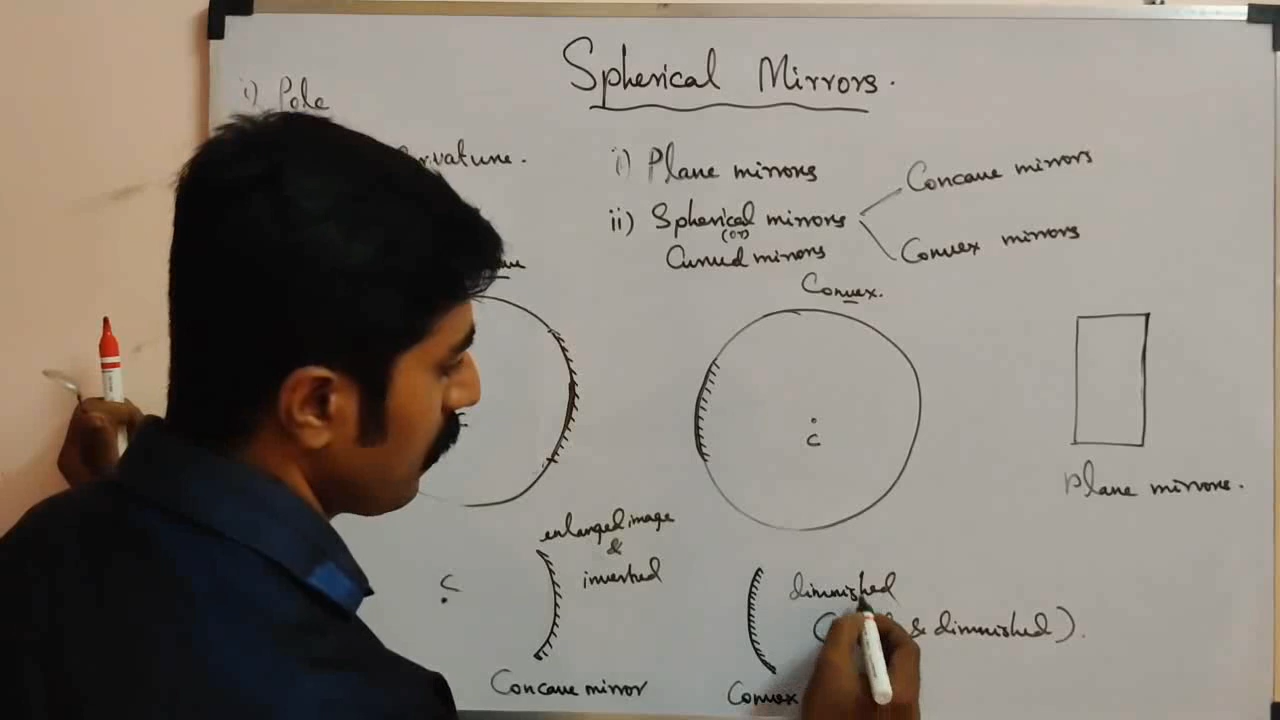 Spherical Mirrors.
i) Pole
i) Plane mirrors
Concave mirrors
ii) Spherical mirrors
(or)
Curved mirrors
Convex mirrors
Convex.
C
Plane mirrors.
enlarged image
&
inverted
C
diminished
& diminished).
Concave mirror
Convex